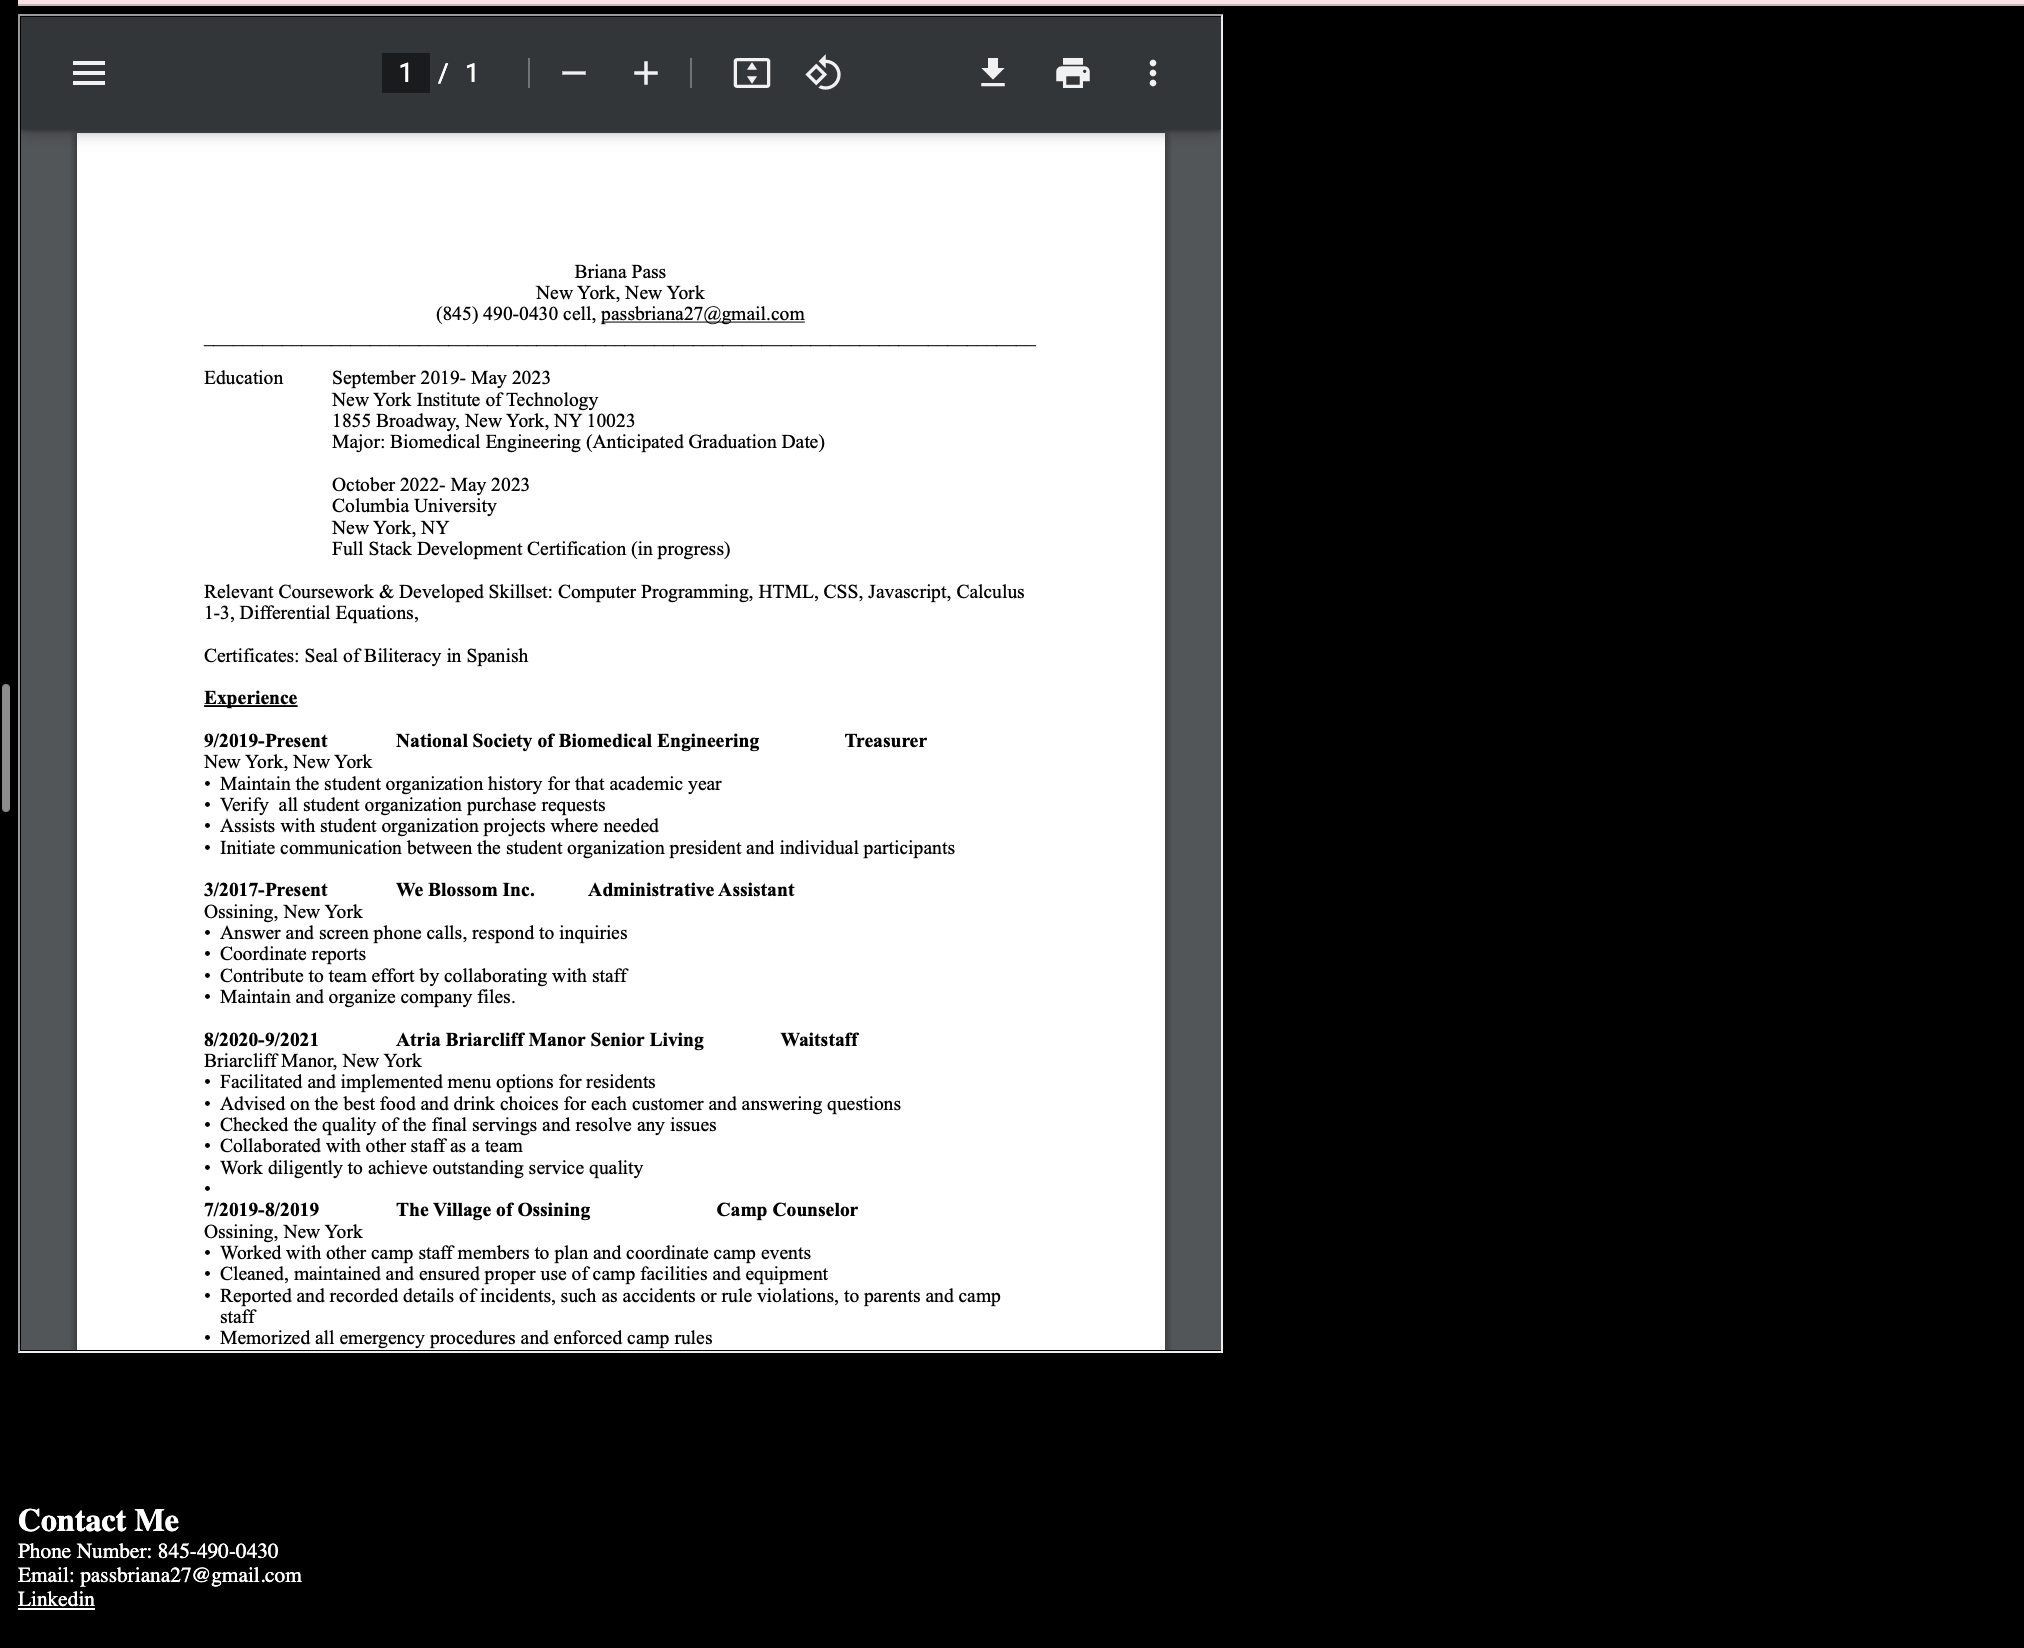 1 / 1
Briana Pass
New York, New York
(845) 490-0430 cell, passbriana27@gmail.com
Education September 2019- May 2023
New York Institute of Technology
1855 Broadway, New York, NY 10023
Major: Biomedical Engineering (Anticipated Graduation Date)
October 2022- May 2023
Columbia University
New York, NY
Full Stack Development Certification (in progress)
Relevant Coursework & Developed Skillset: Computer Programming, HTML, CSS, Javascript, Calculus
1-3, Differential Equations,
Certificates: Seal of Biliteracy in Spanish
Experience
9/2019-Present National Society of Biomedical Engineering Treasurer
New York, New York
• Maintain the student organization history for that academic year
• Verify  all student organization purchase requests
• Assists with student organization projects where needed
• Initiate communication between the student organization president and individual participants
3/2017-Present We Blossom Inc. Administrative Assistant
Ossining, New York
• Answer and screen phone calls, respond to inquiries
• Coordinate reports
• Contribute to team effort by collaborating with staff
• Maintain and organize company files.
8/2020-9/2021 Atria Briarcliff Manor Senior Living Waitstaff
Briarcliff Manor, New York
• Facilitated and implemented menu options for residents
• Advised on the best food and drink choices for each customer and answering questions
• Checked the quality of the final servings and resolve any issues
• Collaborated with other staff as a team
• Work diligently to achieve outstanding service quality
•
7/2019-8/2019 The Village of Ossining Camp Counselor
Ossining, New York
• Worked with other camp staff members to plan and coordinate camp events
• Cleaned, maintained and ensured proper use of camp facilities and equipment
• Reported and recorded details of incidents, such as accidents or rule violations, to parents and camp
staff
• Memorized all emergency procedures and enforced camp rules
Contact Me
Phone Number: 845-490-0430
Email: passbriana27@gmail.com
Linkedin